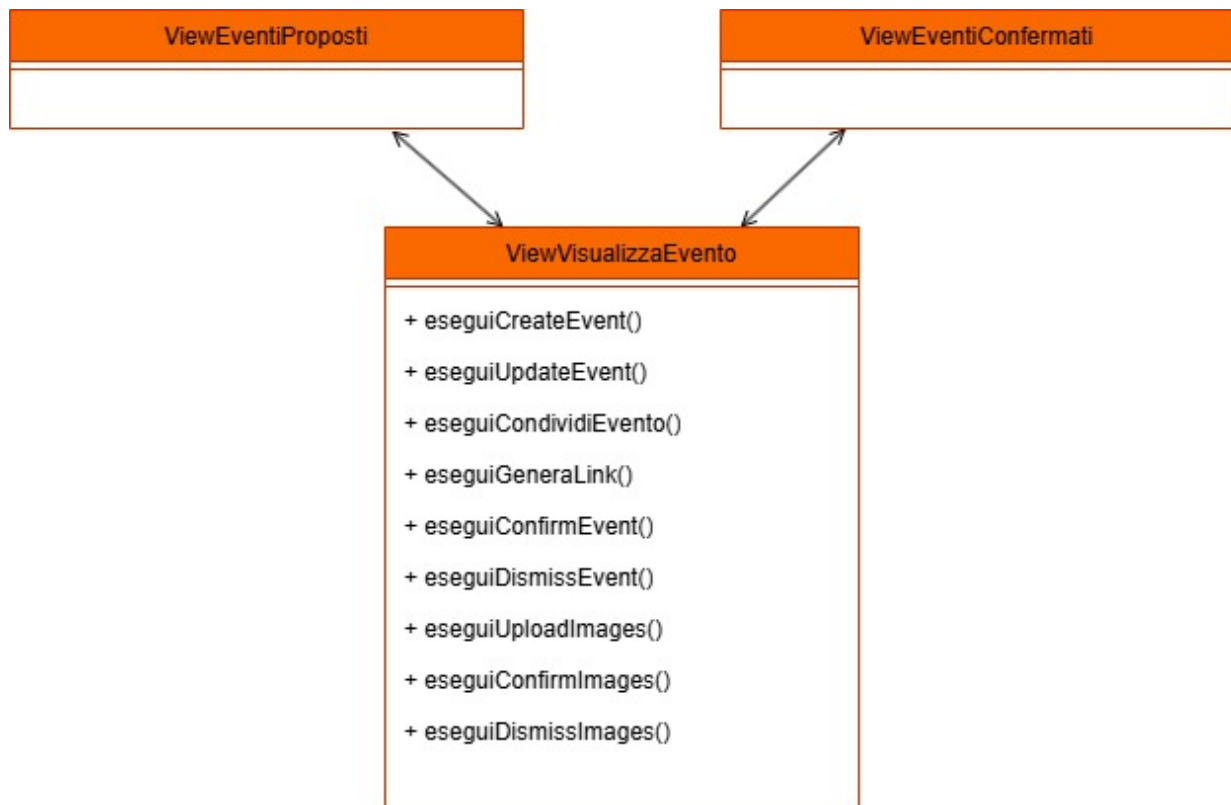 ViewEventiProposti
ViewEventiConfermati
ViewVisualizzaEvento
+ eseguiCreateEvent()
+ eseguiUpdateEvent()
+ eseguiCondividiEvento()
+ eseguiGeneraLink()
+ eseguiConfirmEvent()
+ eseguiDismissEvent()
+ eseguiUploadImages()
+ eseguiConfirmImages()
+ eseguiDismissImages()